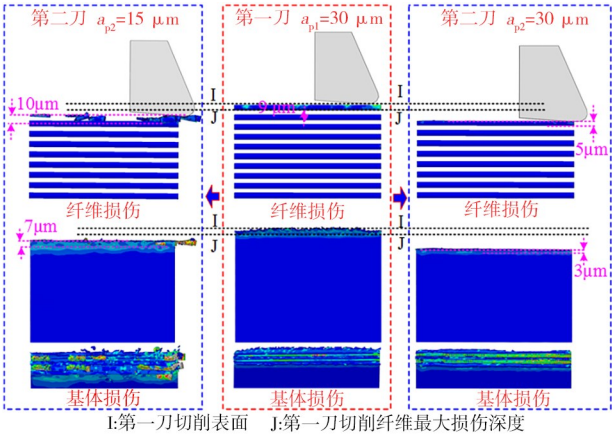 第二刀 ap2=15 μm
第一刀 ap1=30 μm
第二刀 ap2=30 μm
I
J
I
J
10μm
9 μm
5μm
纤维损伤
纤维损伤
纤维损伤
I
J
I
J
7μm
3μm
基体损伤
基体损伤
基体损伤
I:第一刀切削表面 J:第一刀切削纤维最大损伤深度